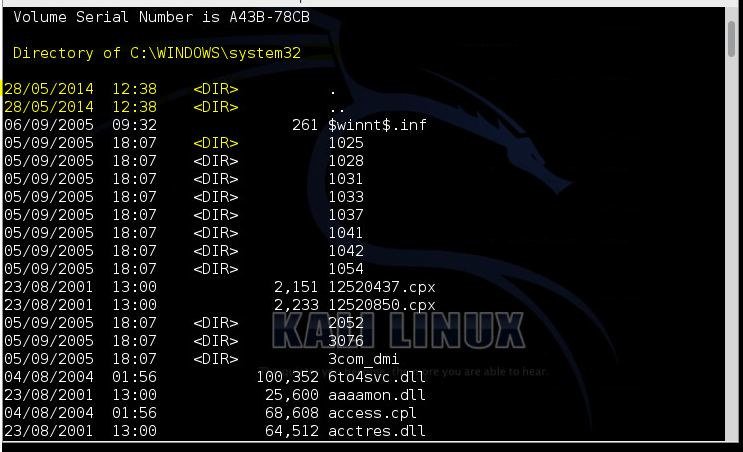 Volume Serial Number is A43B-78CB
Directory of C:\WINDOWS\system32
28/05/2014 12:38 <DIR> .
28/05/2014 12:38 <DIR> ..
06/09/2005 09:32 261 $winnt$.inf
05/09/2005 18:07 <DIR> 1025
05/09/2005 18:07 <DIR> 1028
05/09/2005 18:07 <DIR> 1031
05/09/2005 18:07 <DIR> 1033
05/09/2005 18:07 <DIR> 1037
05/09/2005 18:07 <DIR> 1041
05/09/2005 18:07 <DIR> 1042
05/09/2005 18:07 <DIR> 1054
23/08/2001 13:00 2,151 12520437.cpx
23/08/2001 13:00 2,233 12520850.cpx
05/09/2005 18:07 <DIR> 2052
KALI LINUX
05/09/2005 18:07 <DIR> 3076
05/09/2005 18:07 <DIR> 3com_dmi
04/08/2004 01:56 100,352 6to4svc.dll
you are able to hear.
23/08/2001 13:00 25,600 aaaamon.dll
04/08/2004 01:56 68,608 access.cpl
23/08/2001 13:00 64,512 acctres.dll